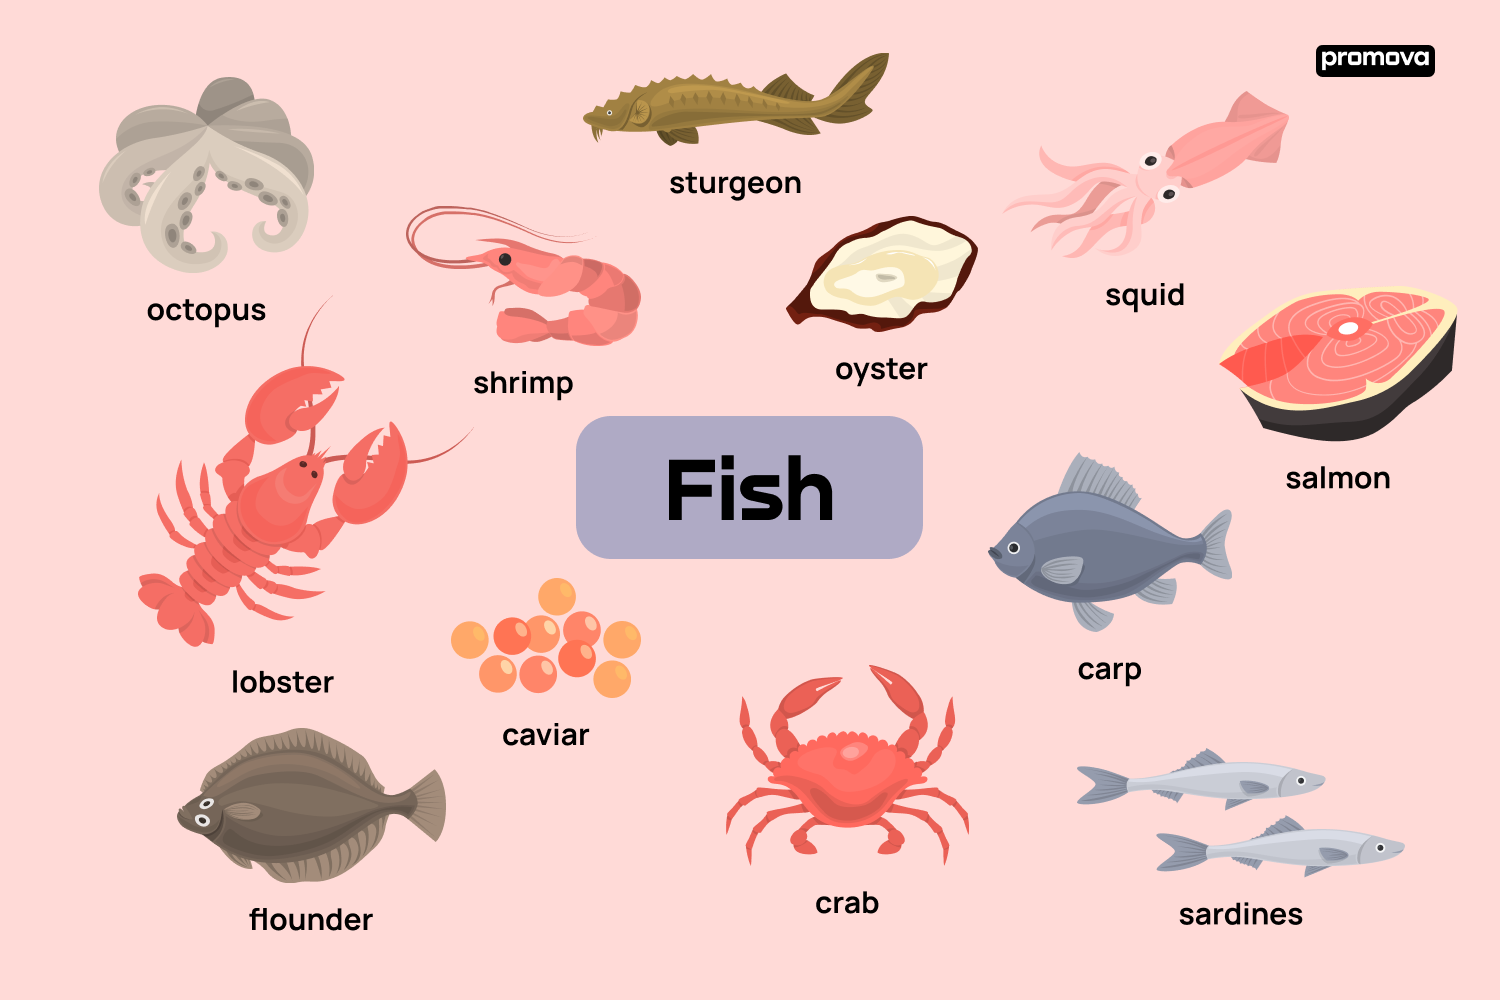 promova
sturgeon
octopus
squid
shrimp
oyster
salmon
Fish
lobster
carp
caviar
crab
flounder
sardines